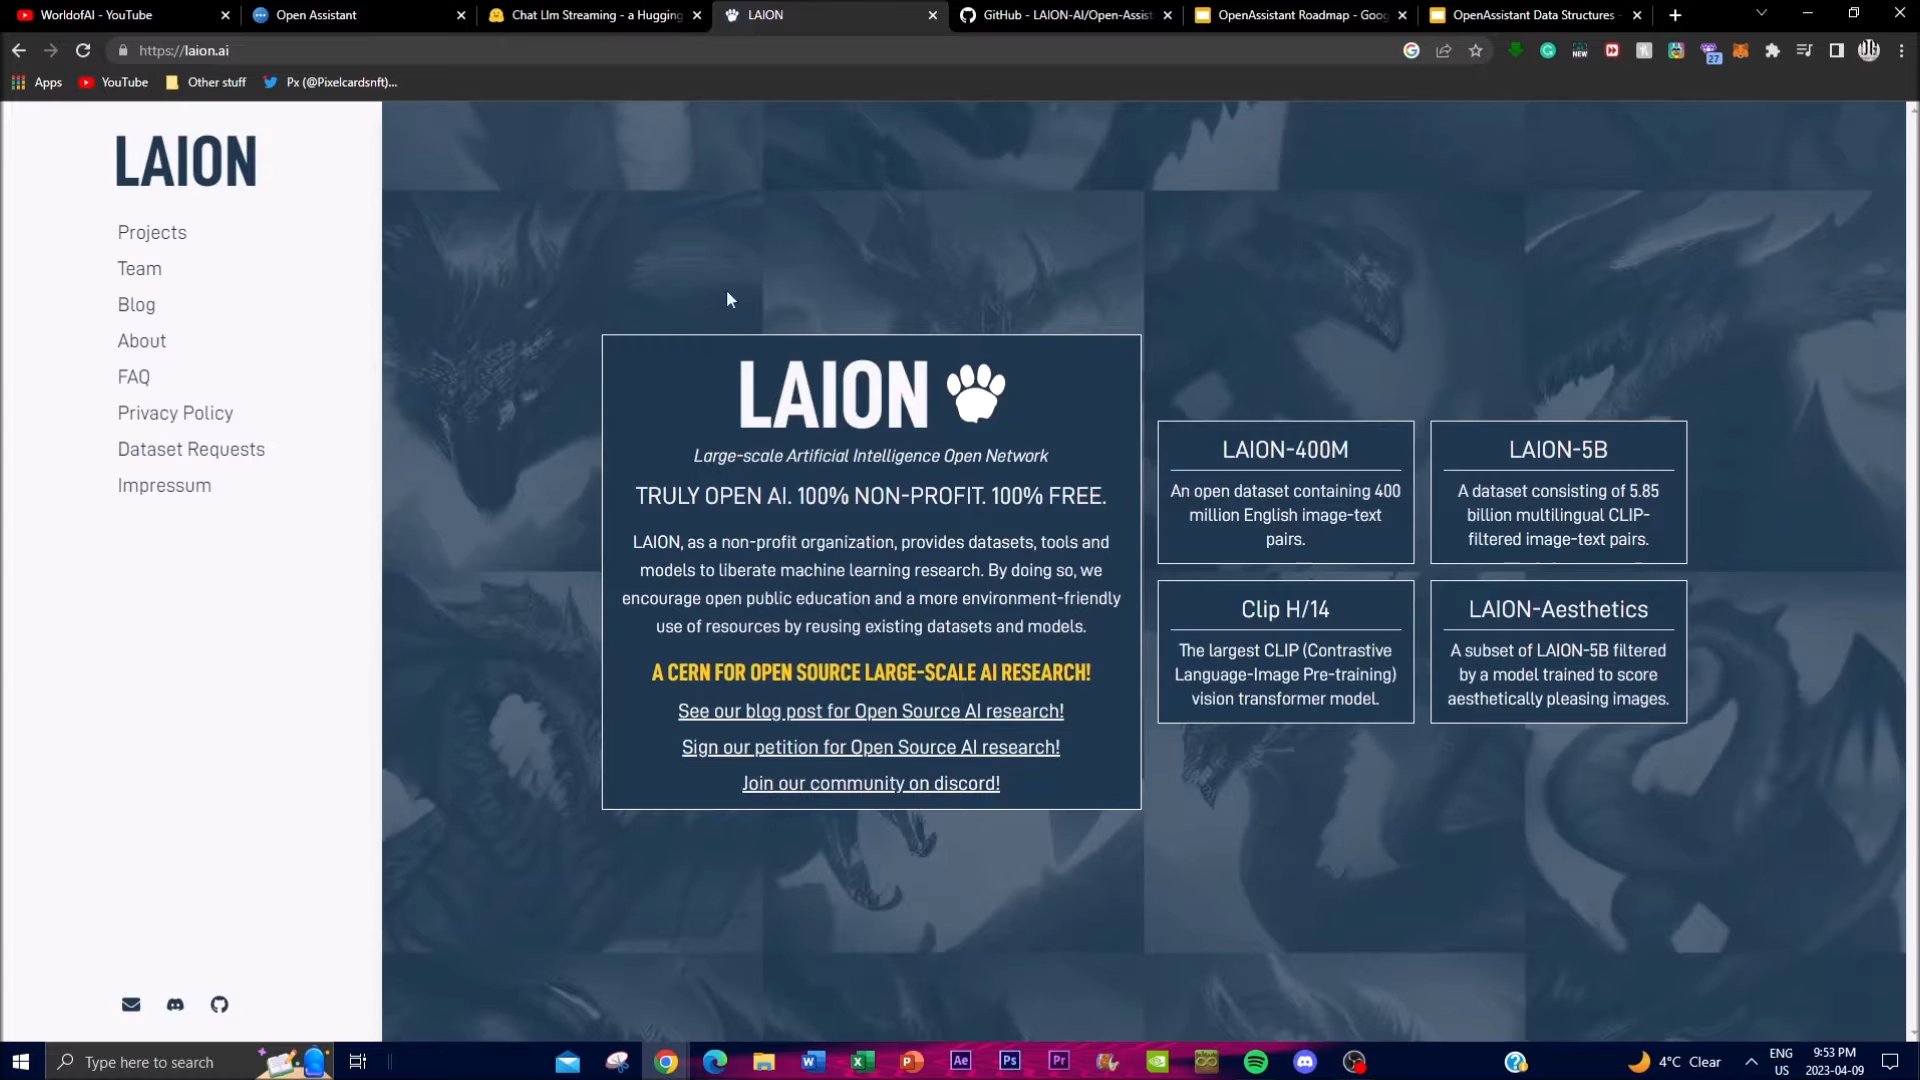 WorldofAI - YouTube
Open Assistant
Chat Llm Streaming - a Hugging
LAION
GitHub - LAION-AI/Open-Assist
OpenAssistant Roadmap - Goog
OpenAssistant Data Structures -
https://laion.ai
NEW
27
Apps
YouTube
Other stuff
Px (@Pixelcardsnft)...
LAION
Projects
Team
Blog
About
FAQ
Privacy Policy
Dataset Requests
Impressum
LAION
Large-scale Artificial Intelligence Open Network
TRULY OPEN AI. 100% NON-PROFIT. 100% FREE.
LAION, as a non-profit organization, provides datasets, tools and
models to liberate machine learning research. By doing so, we
encourage open public education and a more environment-friendly
use of resources by reusing existing datasets and models.
A CERN FOR OPEN SOURCE LARGE-SCALE AI RESEARCH!
See our blog post for Open Source AI research!
Sign our petition for Open Source AI research!
Join our community on discord!
LAION-400M
An open dataset containing 400
million English image-text
pairs.
LAION-5B
A dataset consisting of 5.85
billion multilingual CLIP-
filtered image-text pairs.
Clip H/14
The largest CLIP (Contrastive
Language-Image Pre-training)
vision transformer model.
LAION-Aesthetics
A subset of LAION-5B filtered
by a model trained to score
aesthetically pleasing images.
Type here to search
Ae
Ps
Pr
4°C Clear
ENG
US
9:53 PM
2023-04-09